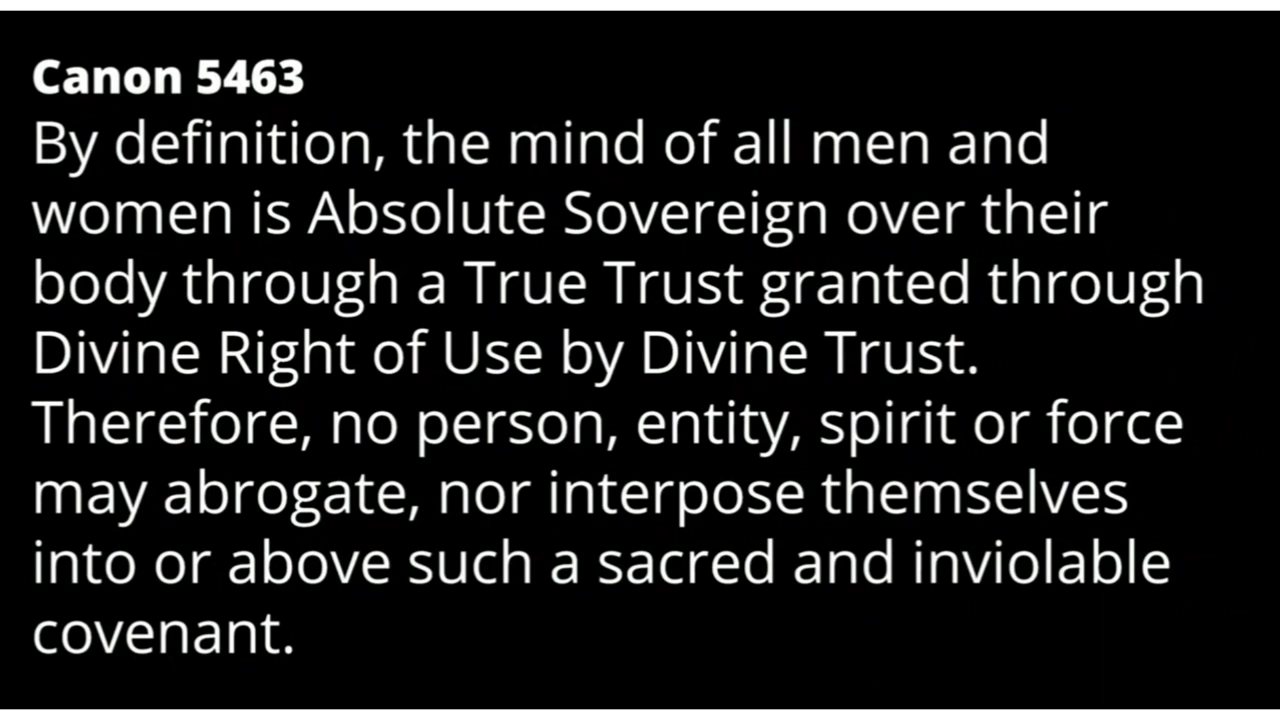 Canon 5463
By definition, the mind of all men and
women is Absolute Sovereign over their
body through a True Trust granted through
Divine Right of Use by Divine Trust.
Therefore, no person, entity, spirit or force
may abrogate, nor interpose themselves
into or above such a sacred and inviolable
covenant.